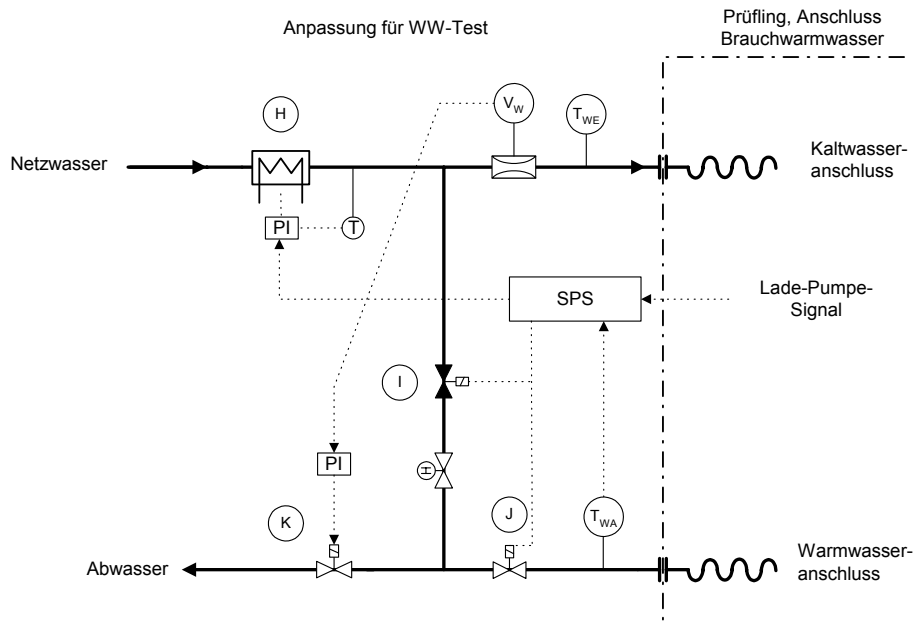 Anpassung für WW-Test
Prüfling, Anschluss
Brauchwarmwasser
H
V_W
T_WE
Netzwasser
Kaltwasser-
anschluss
PI
T
SPS
Lade-Pumpe-
Signal
I
PI
H
K
J
T_WA
Abwasser
Warmwasser-
anschluss